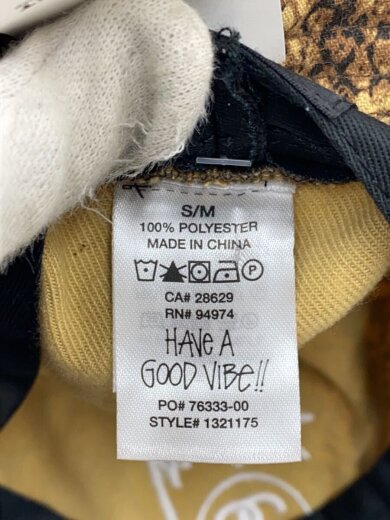 S/M
100% POLYESTER
MADE IN CHINA
P
CA# 28629
RN# 94974
HAVE A
GOOD VIBE!!
PO# 76333-00
STYLE# 1321175